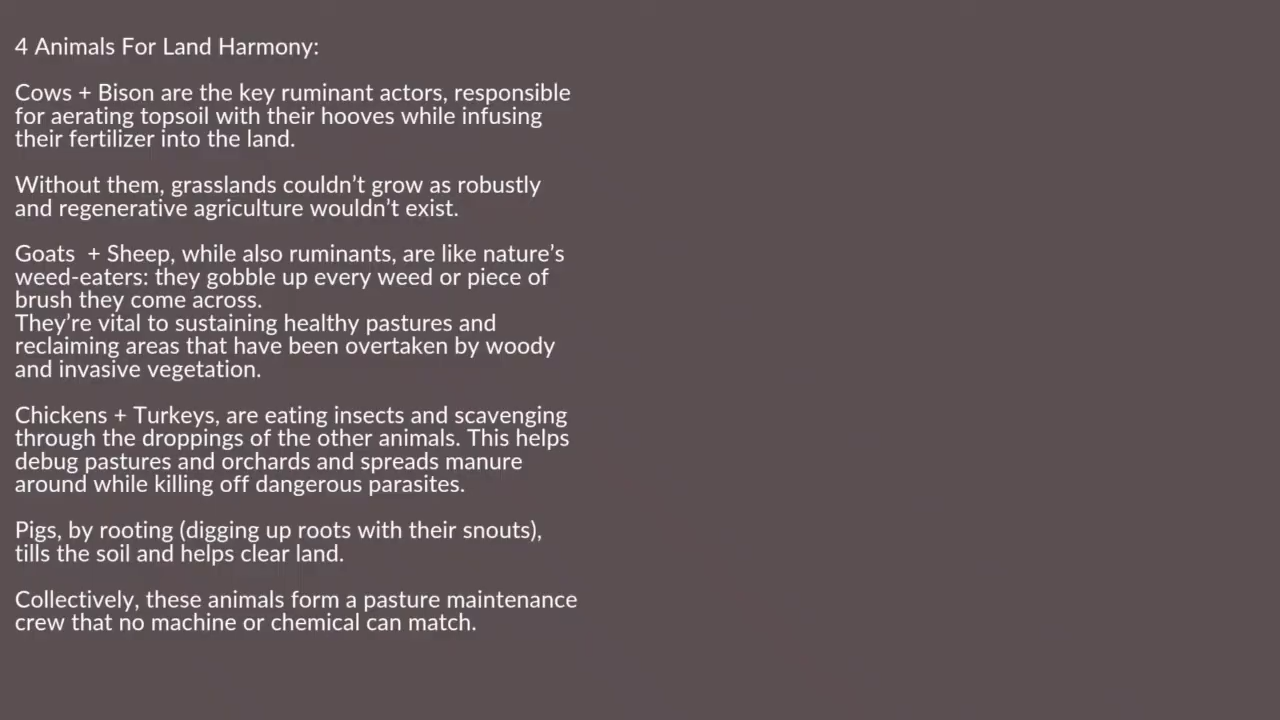 4 Animals For Land Harmony:
Cows + Bison are the key ruminant actors, responsible
for aerating topsoil with their hooves while infusing
their fertilizer into the land.
Without them, grasslands couldn’t grow as robustly
and regenerative agriculture wouldn’t exist.
Goats  + Sheep, while also ruminants, are like nature’s
weed-eaters: they gobble up every weed or piece of
brush they come across.
They’re vital to sustaining healthy pastures and
reclaiming areas that have been overtaken by woody
and invasive vegetation.
Chickens + Turkeys, are eating insects and scavenging
through the droppings of the other animals. This helps
debug pastures and orchards and spreads manure
around while killing off dangerous parasites.
Pigs, by rooting (digging up roots with their snouts),
tills the soil and helps clear land.
Collectively, these animals form a pasture maintenance
crew that no machine or chemical can match.